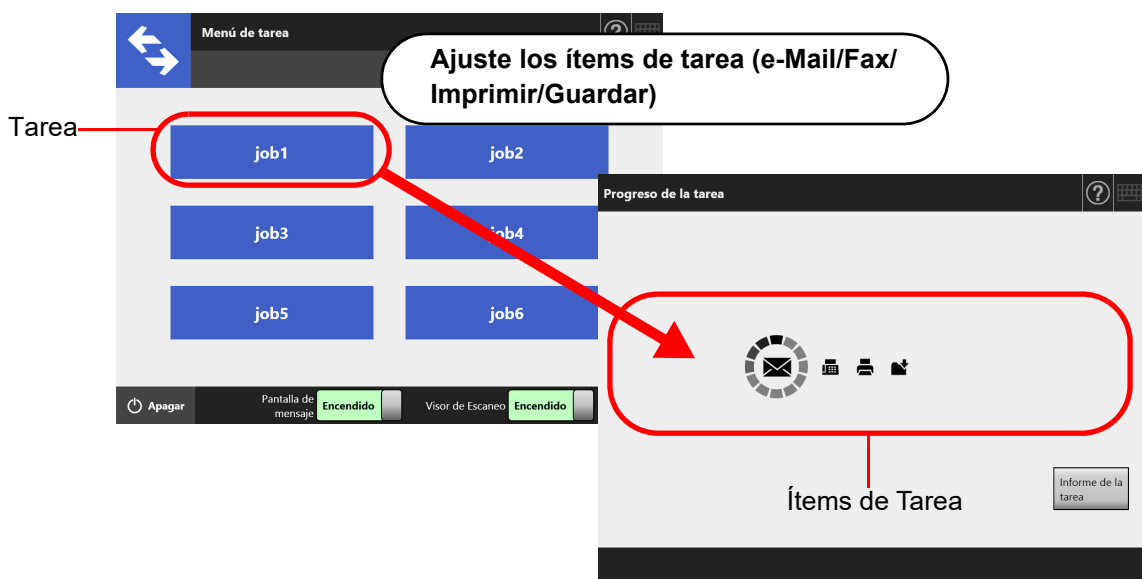 Menú de tarea
Ajuste los ítems de tarea (e-Mail/Fax/
Imprimir/Guardar)
Tarea
job1
job2
job3
job4
job5
job6
Apagar
Pantalla de
mensaje
Encendido
Visor de Escaneo
Encendido
Progreso de la tarea
Ítems de Tarea
Informe de la
tarea